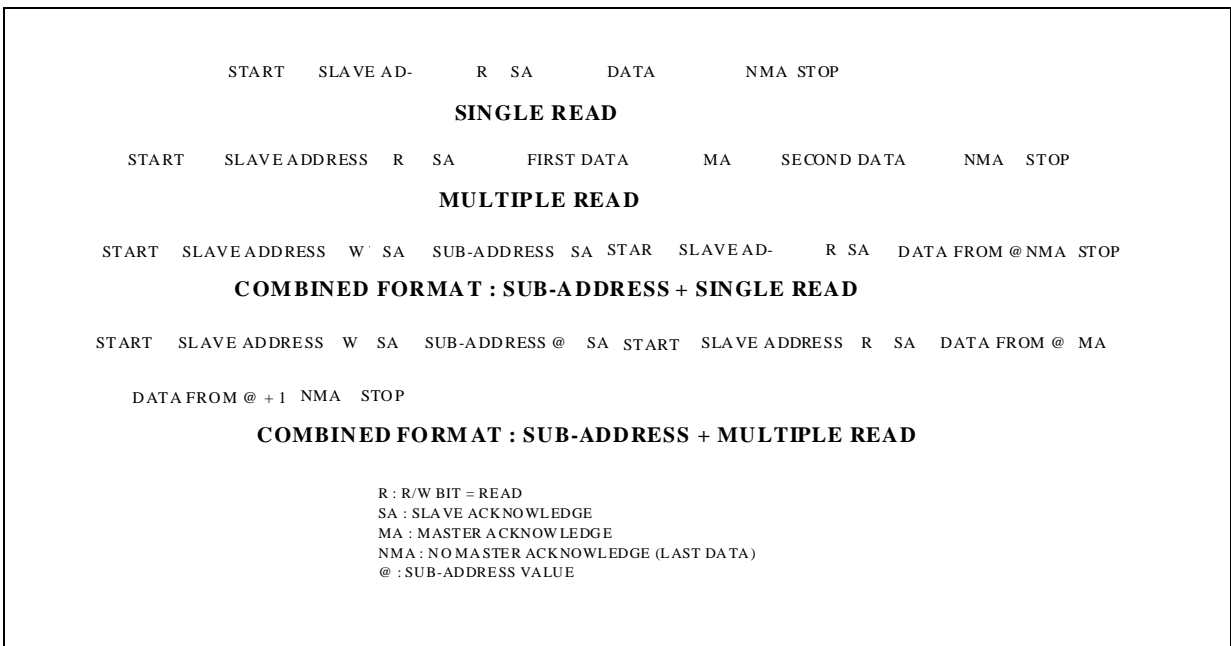 START SLAVE AD- R SA DATA NMA STOP
SINGLE READ
START SLAVE ADDRESS R SA FIRST DATA MA SECOND DATA NMA STOP
MULTIPLE READ
START SLAVE ADDRESS W SA SUB-ADDRESS SA STAR SLAVE AD- R SA DATA FROM @ NMA STOP
COMBINED FORMAT : SUB-ADDRESS + SINGLE READ
START SLAVE ADDRESS W SA SUB-ADDRESS @ SA START SLAVE ADDRESS R SA DATA FROM @ MA
DATA FROM @ + 1 NMA STOP
COMBINED FORMAT : SUB-ADDRESS + MULTIPLE READ
R : R/W BIT = READ
SA : SLAVE ACKNOWLEDGE
MA : MASTER ACKNOWLEDGE
NMA : NO MASTER ACKNOWLEDGE (LAST DATA)
@ : SUB-ADDRESS VALUE